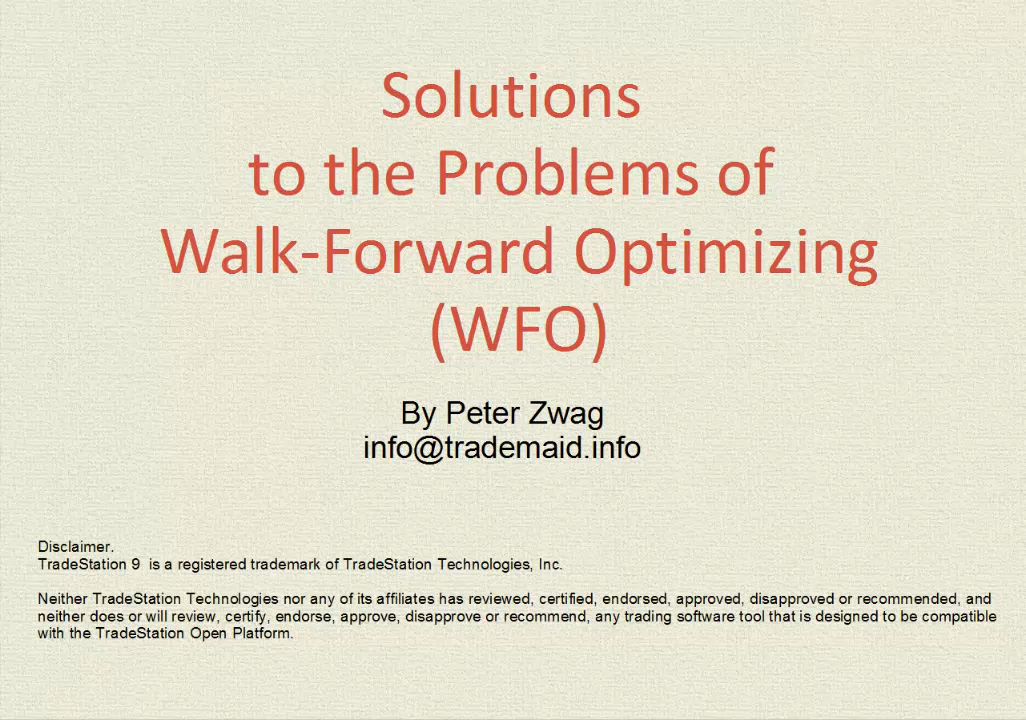 Solutions
to the Problems of
Walk-Forward Optimizing
(WFO)
By Peter Zwag
info@trademaid.info
Disclaimer.
TradeStation 9  is a registered trademark of TradeStation Technologies, Inc.
Neither TradeStation Technologies nor any of its affiliates has reviewed, certified, endorsed, approved, disapproved or recommended, and
neither does or will review, certify, endorse, approve, disapprove or recommend, any trading software tool that is designed to be compatible
with the TradeStation Open Platform.